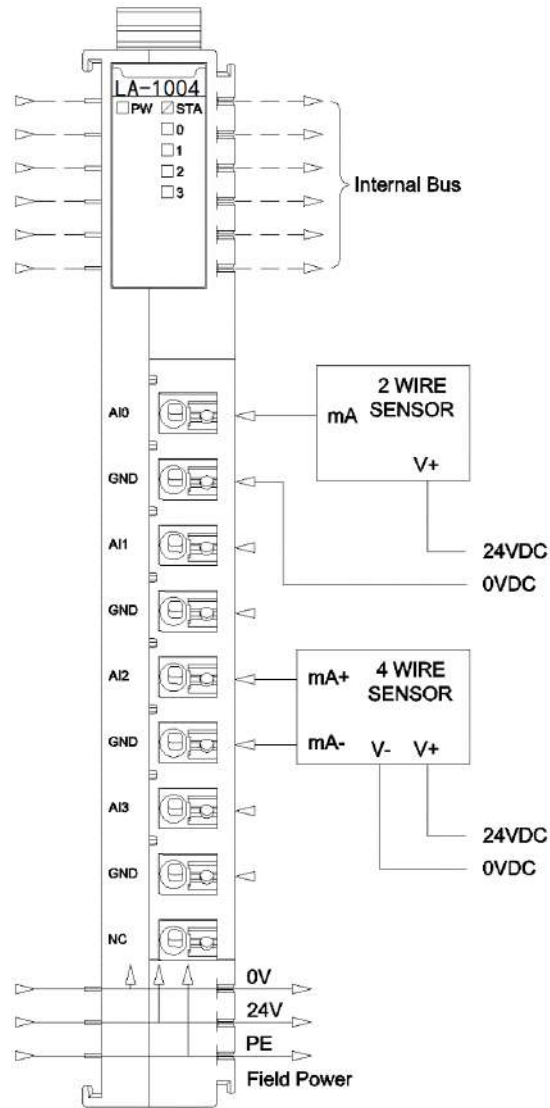 LA-1004
PW STA
0
1
2
3
Internal Bus
AI0
GND
AI1
GND
AI2
GND
AI3
GND
NC
2 WIRE
SENSOR
mA
V+
24VDC
0VDC
mA+ 4 WIRE
SENSOR
mA- V- V+
24VDC
0VDC
0V
24V
PE
Field Power